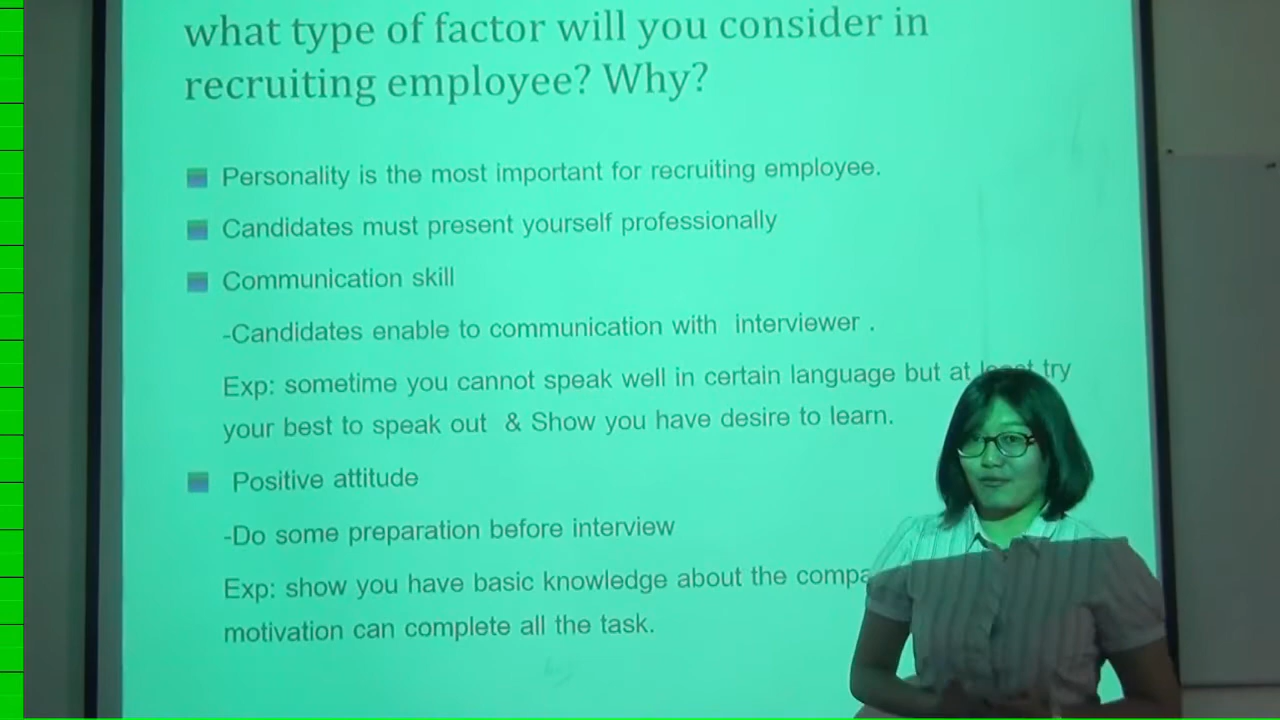 what type of factor will you consider in
recruiting employee? Why?
Personality is the most important for recruiting employee.
Candidates must present yourself professionally
Communication skill
-Candidates enable to communication with interviewer .
Exp: sometime you cannot speak well in certain language but at least try
your best to speak out & Show you have desire to learn.
Positive attitude
-Do some preparation before interview
Exp: show you have basic knowledge about the
motivation can complete all the task.